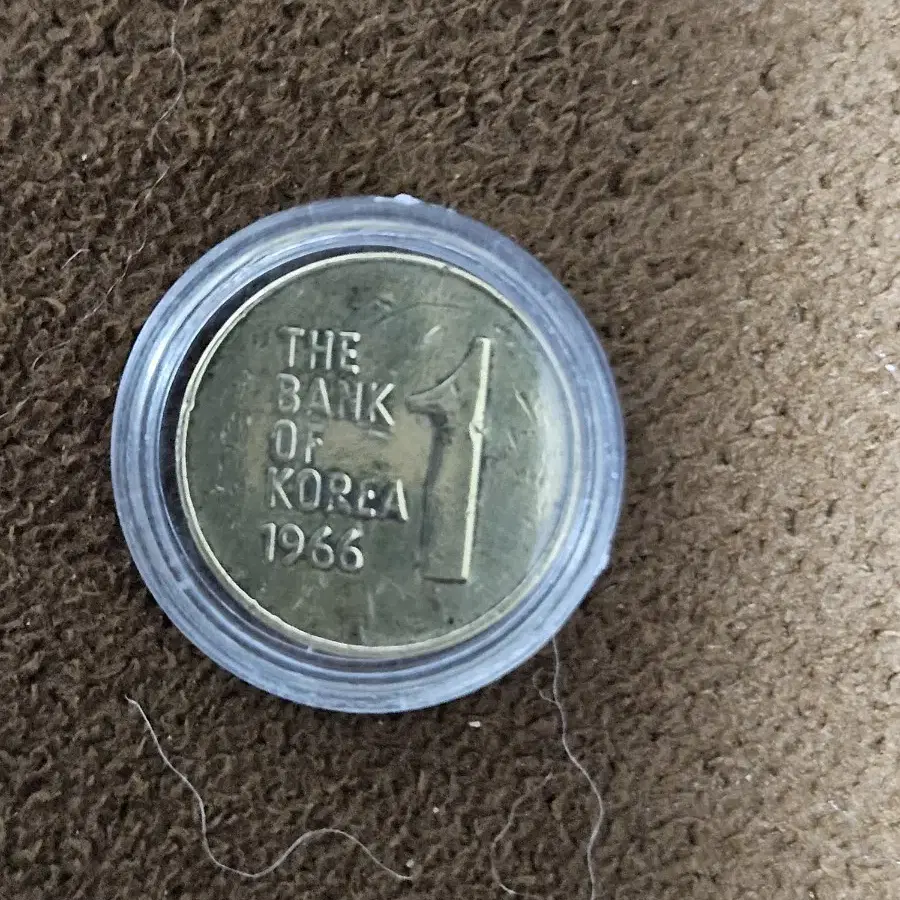 THE
BANK
OF
KOREA
1966
1